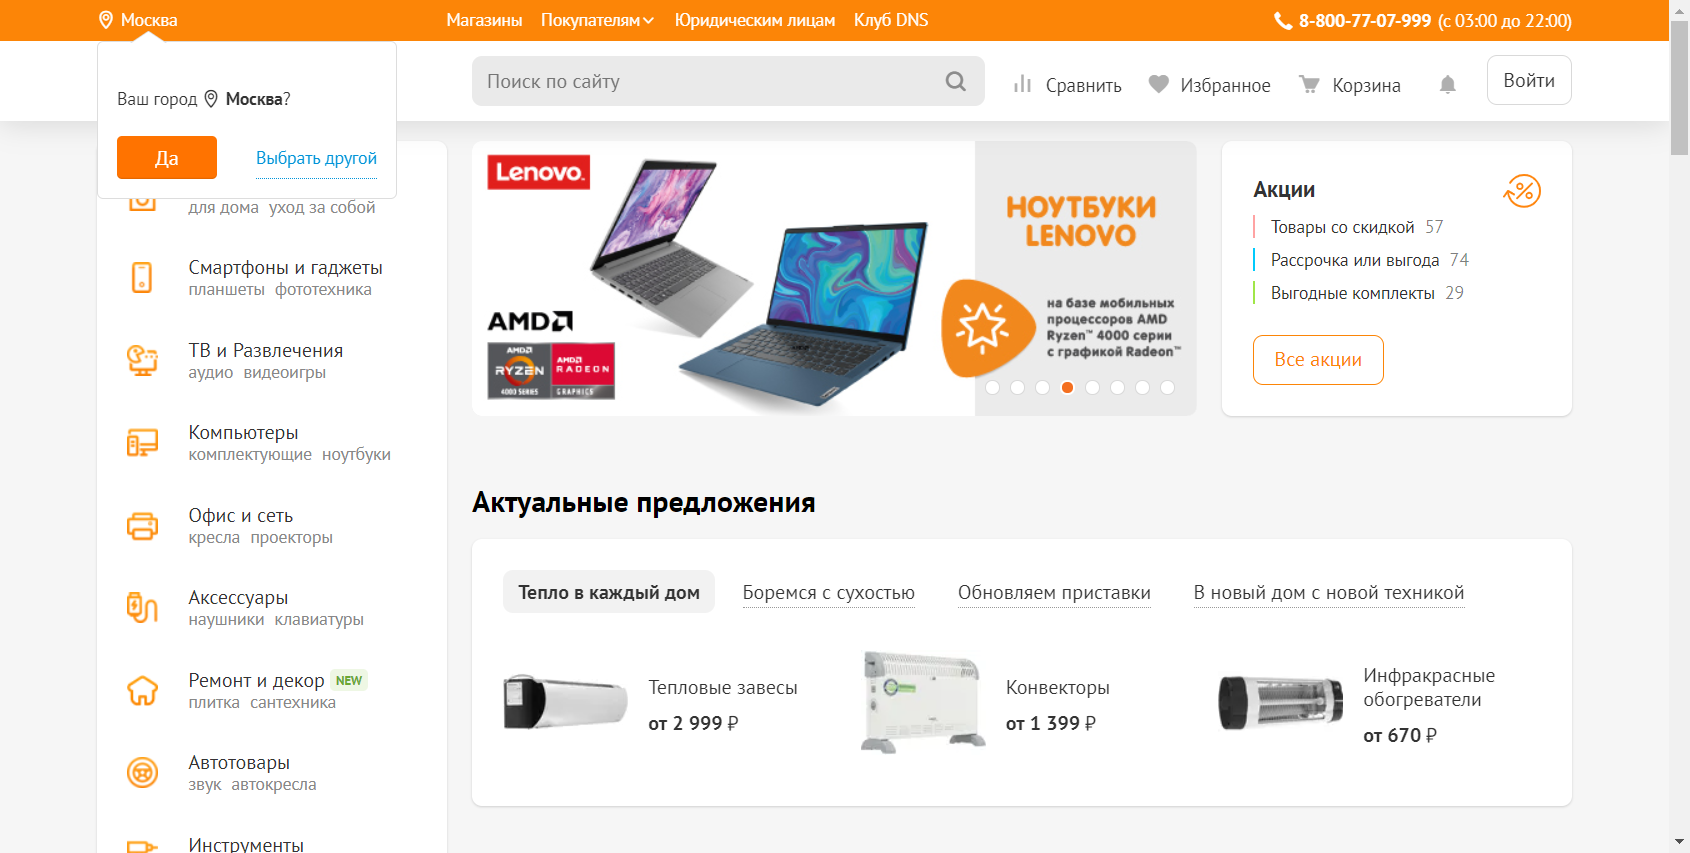 Москва
Магазины Покупателям Юридическим лицам Клуб DNS
8-800-77-07-999 (с 03:00 до 22:00)
Ваш город Москва?
Да Выбрать другой
Поиск по сайту
Сравнить Избранное Корзина Войти
для дома уход за собой
Смартфоны и гаджеты
планшеты фототехника
ТВ и Развлечения
аудио видеоигры
Компьютеры
комплектующие ноутбуки
Офис и сеть
кресла проекторы
Аксессуары
наушники клавиатуры
Ремонт и декор NEW
плитка сантехника
Автотовары
звук автокресла
Инструменты
Lenovo.
AMD
AMD
RYZEN
4000 SERIES
AMD
RADEON
GRAPHICS
НОУТБУКИ
LENOVO
на базе мобильных
процессоров AMD
Ryzen™ 4000 серии
с графикой Radeon™
Акции
Товары со скидкой 57
Рассрочка или выгода 74
Выгодные комплекты 29
Все акции
Актуальные предложения
Тепло в каждый дом Боремся с сухостью Обновляем приставки В новый дом с новой техникой
Тепловые завесы
от 2 999 ₽
Конвекторы
от 1 399 ₽
Инфракрасные
обогреватели
от 670 ₽